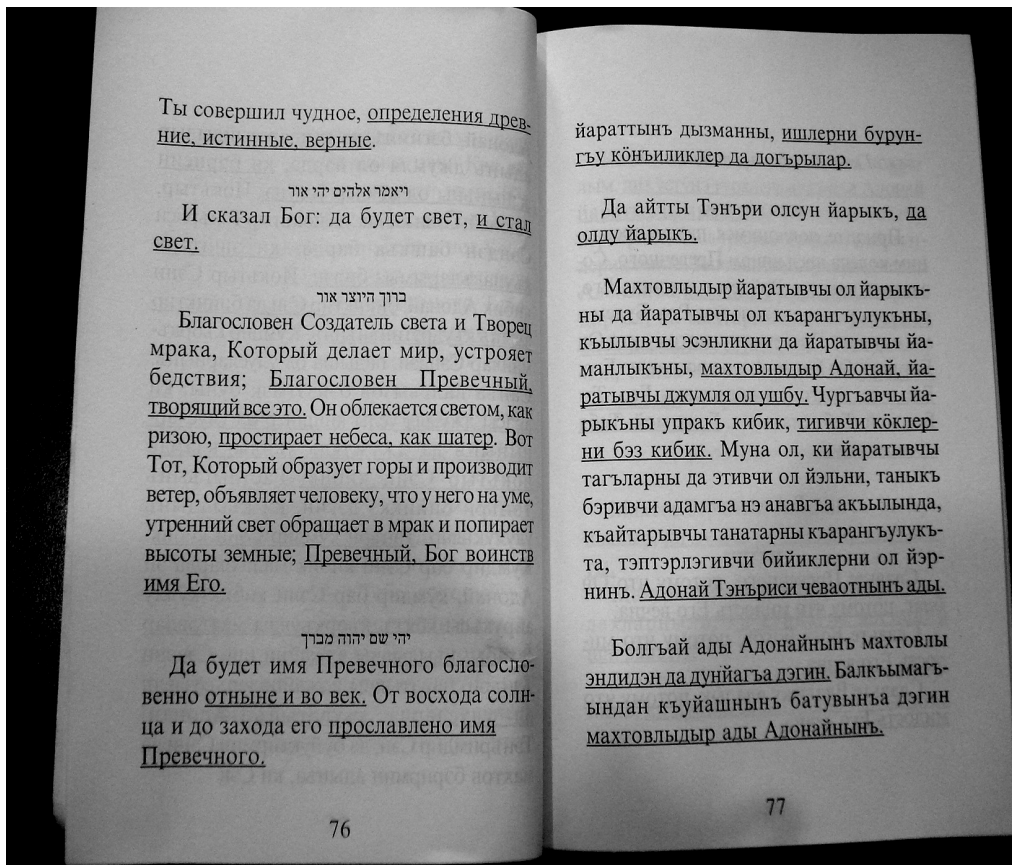 Ты совершил чудное, определения древ-
ние, истинные, верные.
ויאמר אלהים יהי אור
И сказал Бог: да будет свет, и стал
свет.
ברוך היוצר אור
Благословен Создатель света и Творец
мрака, Который делает мир, устрояет
бедствия; Благословен Превечный,
творящий все это. Он облекается светом, как
ризою, простирает небеса, как шатер. Вот
Тот, Который образует горы и производит
ветер, объявляет человеку, что у него на уме,
утренний свет обращает в мрак и попирает
высоты земные; Превечный, Бог воинств
имя Его.
יהי שם יהוה מברך
Да будет имя Превечного благосло-
венно отныне и во век. От восхода солн-
ца и до захода его прославлено имя
Превечного.
76
йараттынъ дызманны, ишлерни бурун-
гъу кӧнъиликлер да догърылар.
Да айтты Тэнъри олсун йарыкъ, да
олду йарыкъ.
Махтовлыдыр йаратывчы ол йарыкъ-
ны да йаратывчы ол къарангъулукъны,
къылывчы эсэнликни да йаратывчы йа-
манлыкъны, махтовлыдыр Адонай, йа-
ратывчы джумля ол ушбу. Чургъавчы йа-
рыкъны упракъ кибик, тигивчи кӧклер-
ни бэз кибик. Муна ол, ки йаратывчы
тагъларны да этивчи ол йэльни, таныкъ
бэривчи адамгъа нэ анавгъа акъылында,
къайтарывчы танатарны къарангъулукъ-
та, тэптэрлэгивчи бийиклерни ол йэр-
нинъ. Адонай Тэнъриси чеваотнынъ ады.
Болгъай ады Адонайнынъ махтовлы
эндидэн да дунйагъа дэгин. Балкъымагъ-
ындан къуйашнынъ батувынъа дэгин
махтовлыдыр ады Адонайнынъ.
77